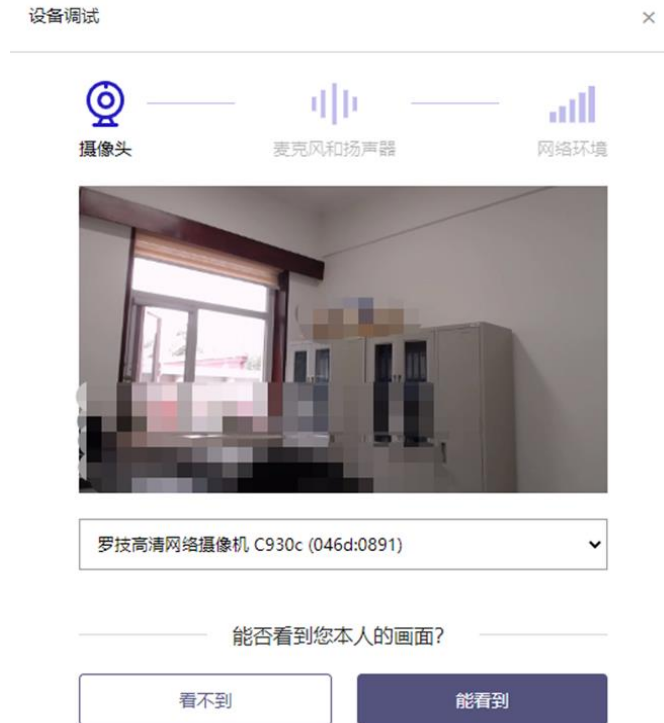 设备调试
摄像头
麦克风和扬声器
网络环境
罗技高清网络摄像机 C930c (046d:0891)
能否看到您本人的画面?
看不到
能看到